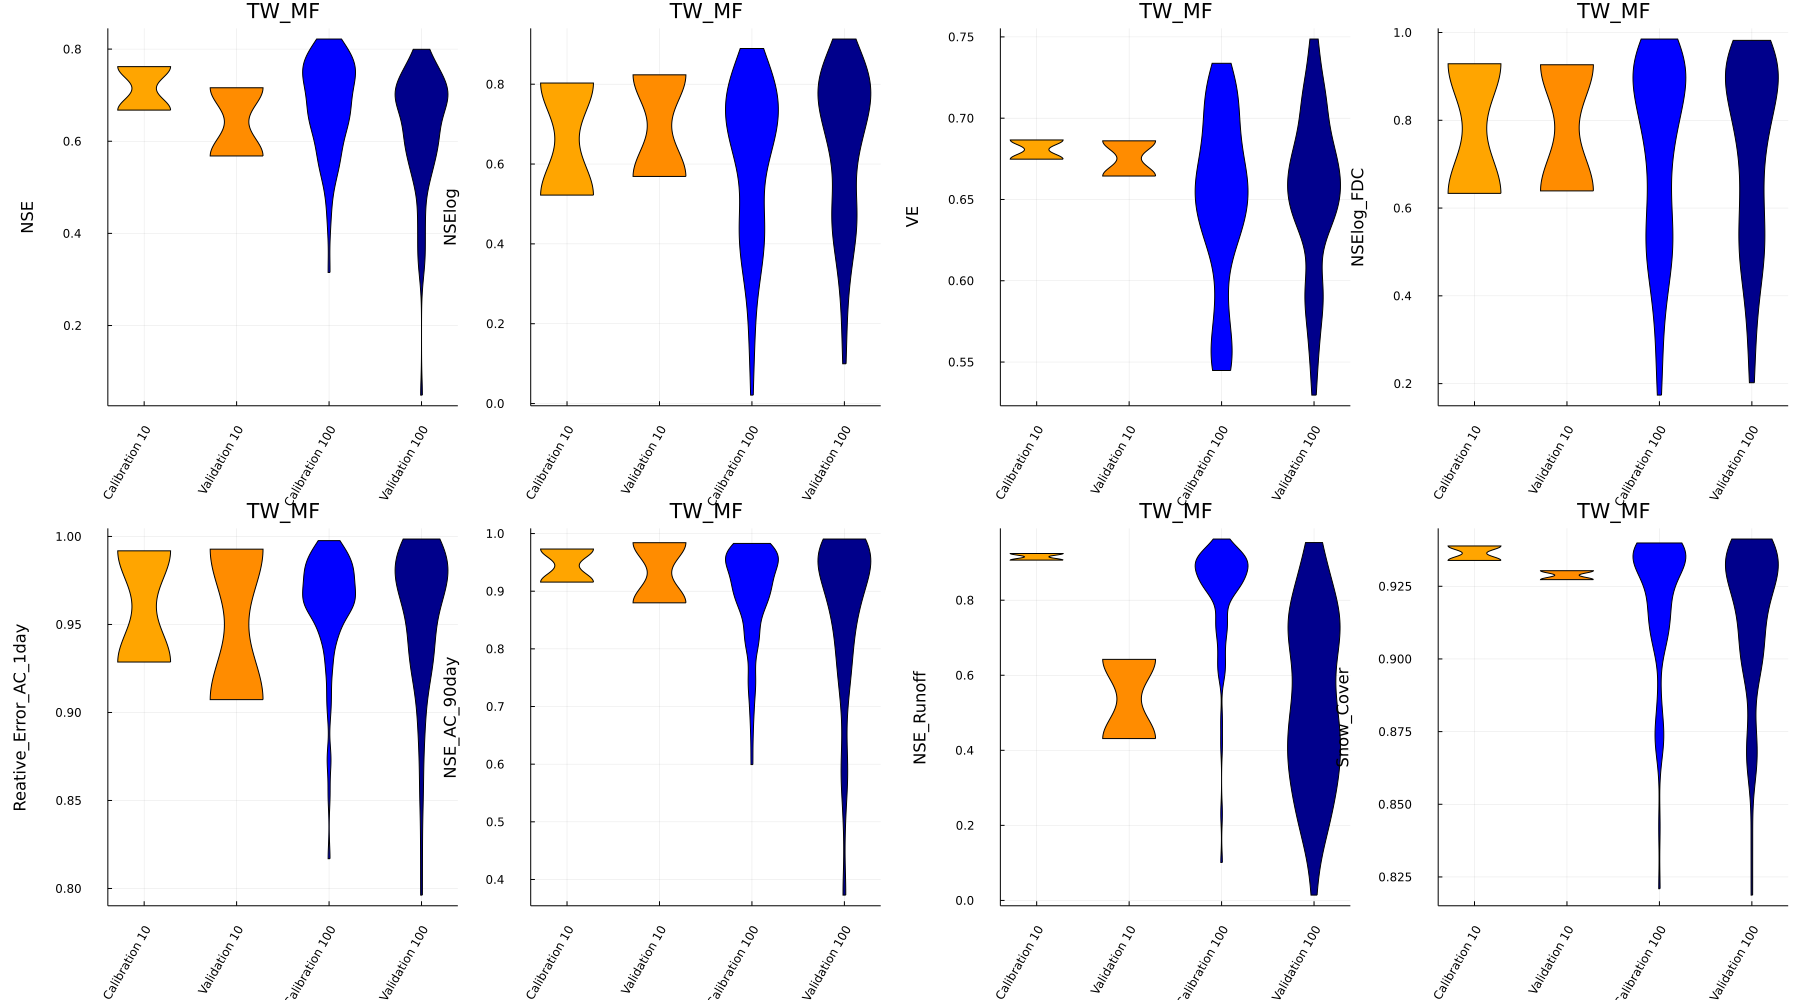 TW_MF
TW_MF
TW_MF
TW_MF
NSE
0.8
0.6
0.4
0.2
Calibration 10
Validation 10
Calibration 100
Validation 100
NSElog
0.8
0.6
0.4
0.2
0.0
Calibration 10
Validation 10
Calibration 100
Validation 100
VE
0.75
0.70
0.65
0.60
0.55
Calibration 10
Validation 10
Calibration 100
Validation 100
NSElog_FDC
1.0
0.8
0.6
0.4
0.2
Calibration 10
Validation 10
Calibration 100
Validation 100
TW_MF
TW_MF
TW_MF
TW_MF
Reative_Error_AC_1day
1.00
0.95
0.90
0.85
0.80
Calibration 10
Validation 10
Calibration 100
Validation 100
NSE_AC_90day
1.0
0.9
0.8
0.7
0.6
0.5
0.4
Calibration 10
Validation 10
Calibration 100
Validation 100
NSE_Runoff
0.8
0.6
0.4
0.2
0.0
Calibration 10
Validation 10
Calibration 100
Validation 100
Snow_Cover
0.925
0.900
0.875
0.850
0.825
Calibration 10
Validation 10
Calibration 100
Validation 100